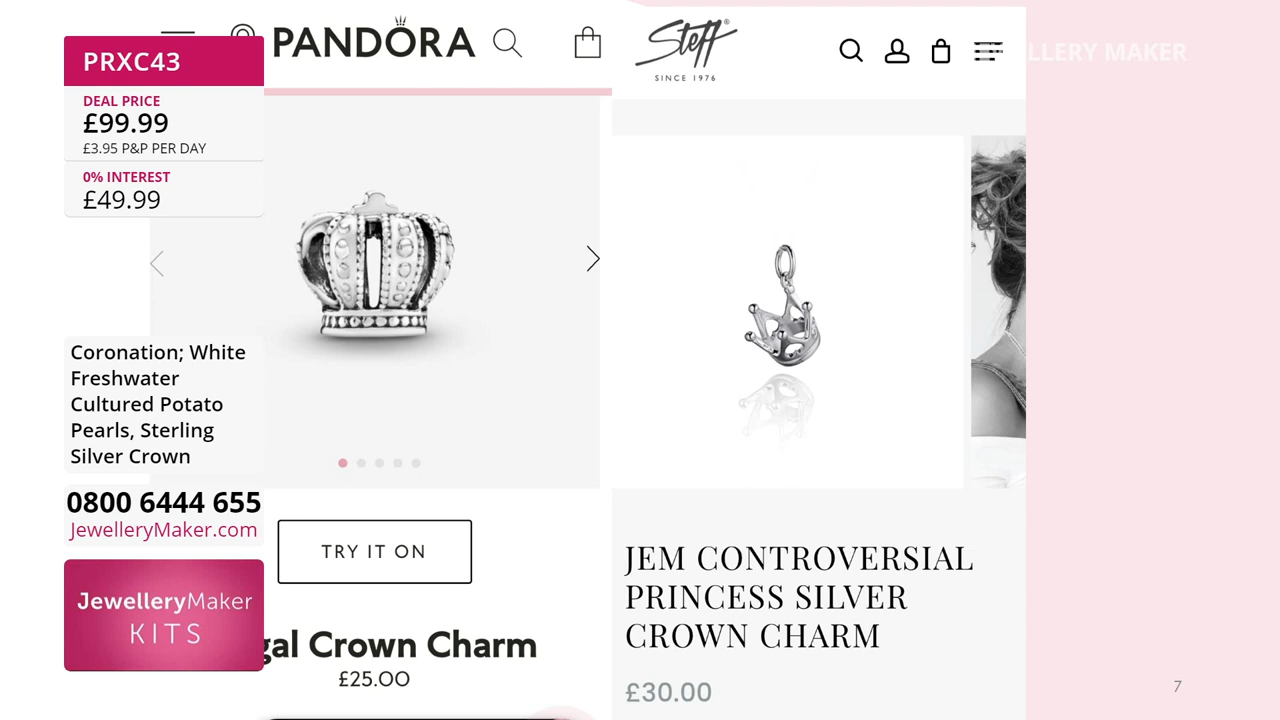 PRXC43
DEAL PRICE
£99.99
£3.95 P&P PER DAY
0% INTEREST
£49.99
Coronation; White
Freshwater
Cultured Potato
Pearls, Sterling
Silver Crown
0800 6444 655
JewelleryMaker.com
JewelleryMaker
KITS
PANDORA
TRY IT ON
gal Crown Charm
£25.00
Steff
SINCE 1976
JEM CONTROVERSIAL
PRINCESS SILVER
CROWN CHARM
£30.00
LLERY MAKER
7